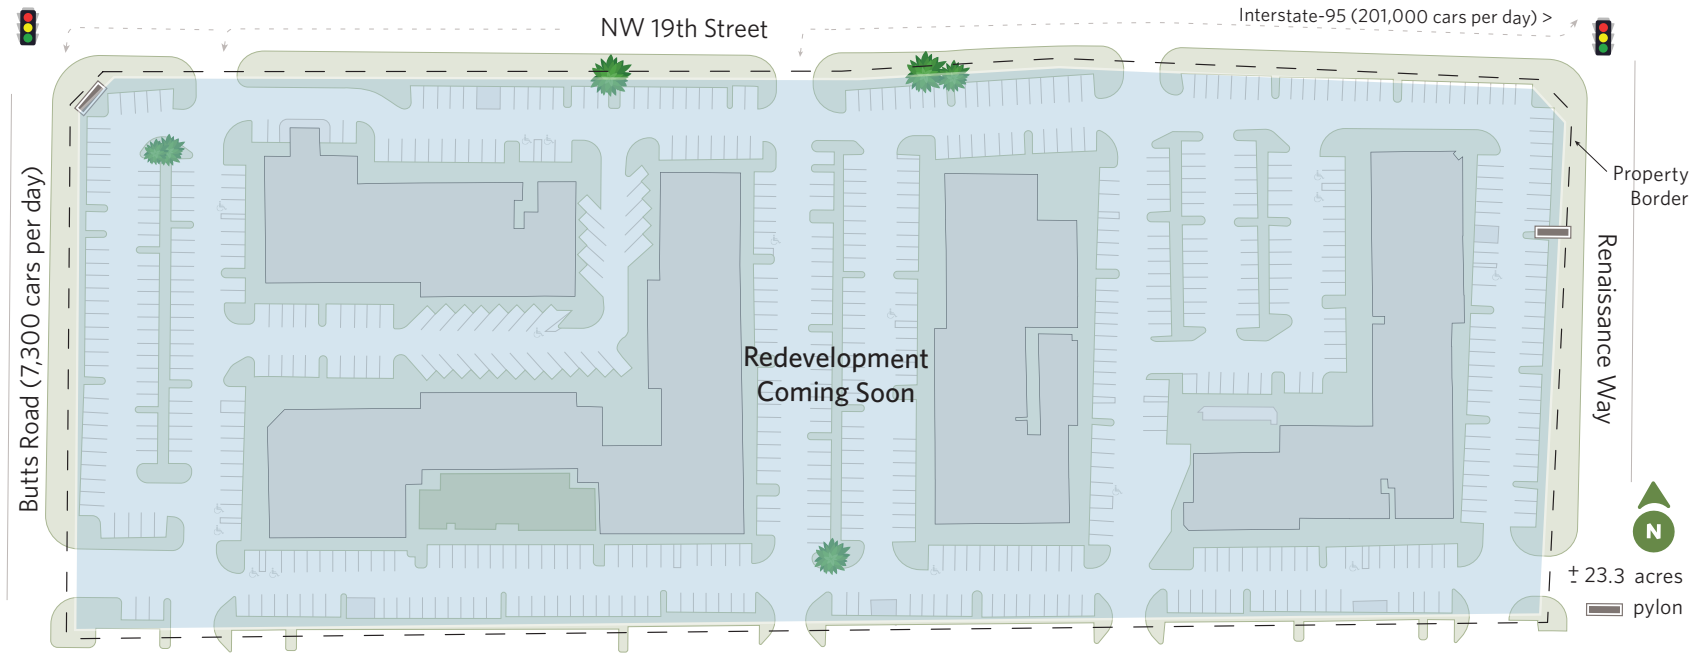 NW 19th Street
Interstate-95 (201,000 cars per day) >
Butts Road (7,300 cars per day)
Property
Border
Renaissance Way
Redevelopment
Coming Soon
N
± 23.3 acres
pylon